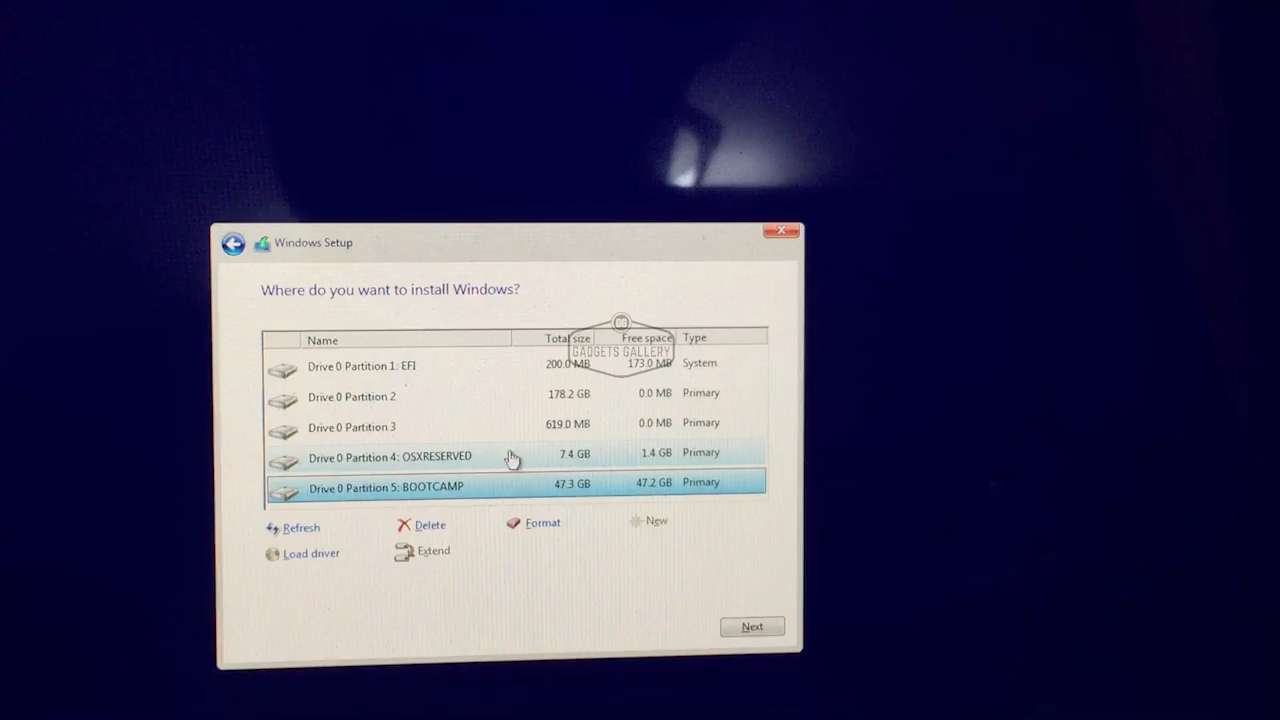 Windows Setup
Where do you want to install Windows?
Name Total size Free space Type
GADGETS GALLERY
Drive 0 Partition 1: EFI 200.0 MB 173.0 MB System
Drive 0 Partition 2 178.2 GB 0.0 MB Primary
Drive 0 Partition 3 619.0 MB 0.0 MB Primary
Drive 0 Partition 4: OSXRESERVED 7.4 GB 1.4 GB Primary
Drive 0 Partition 5: BOOTCAMP 47.3 GB 47.2 GB Primary
Refresh Delete Format New
Load driver Extend
Next